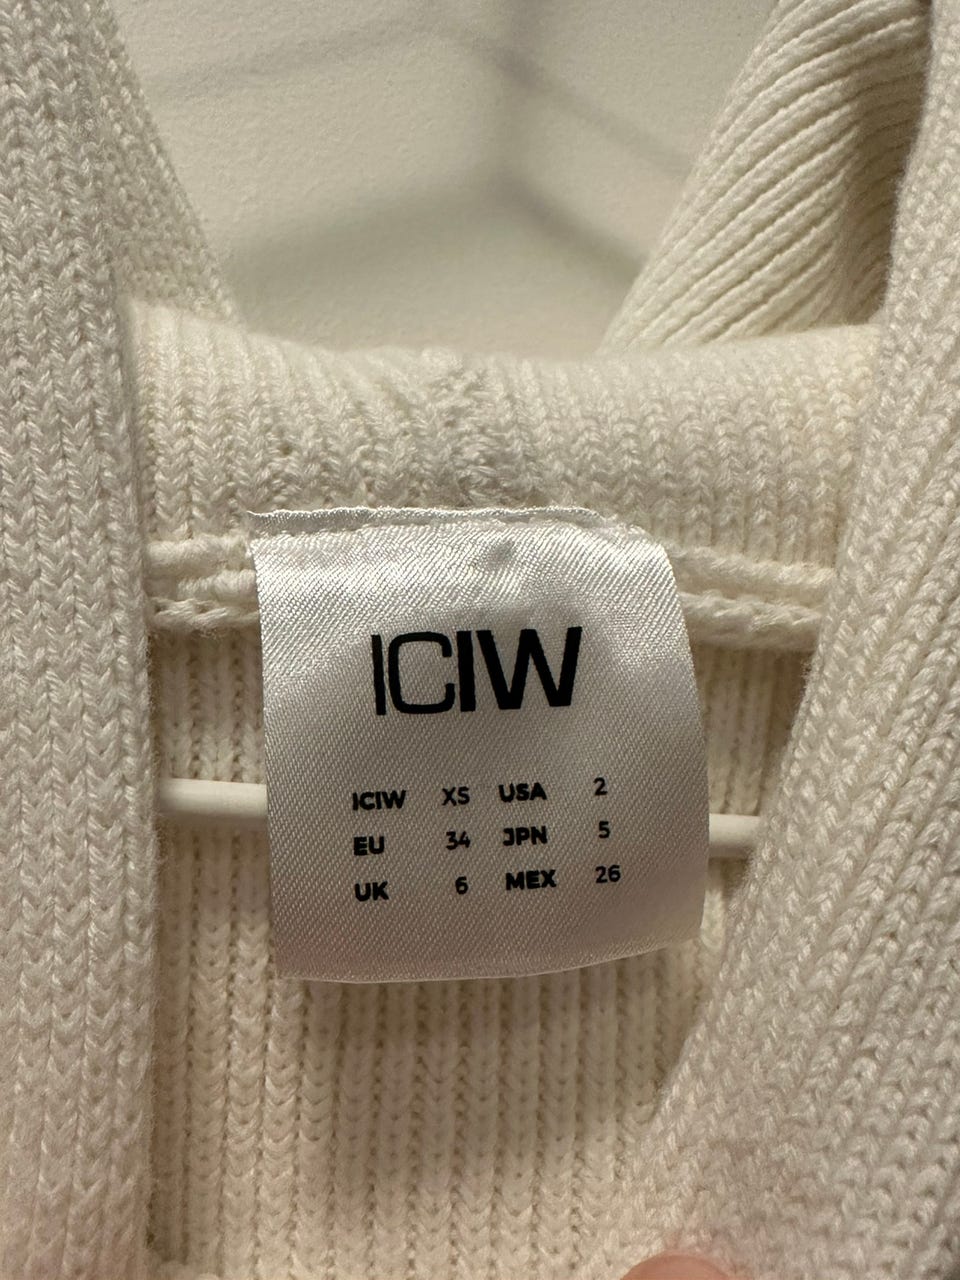 ICIW
ICIW XS USA 2
EU 34 JPN 5
UK 6 MEX 26